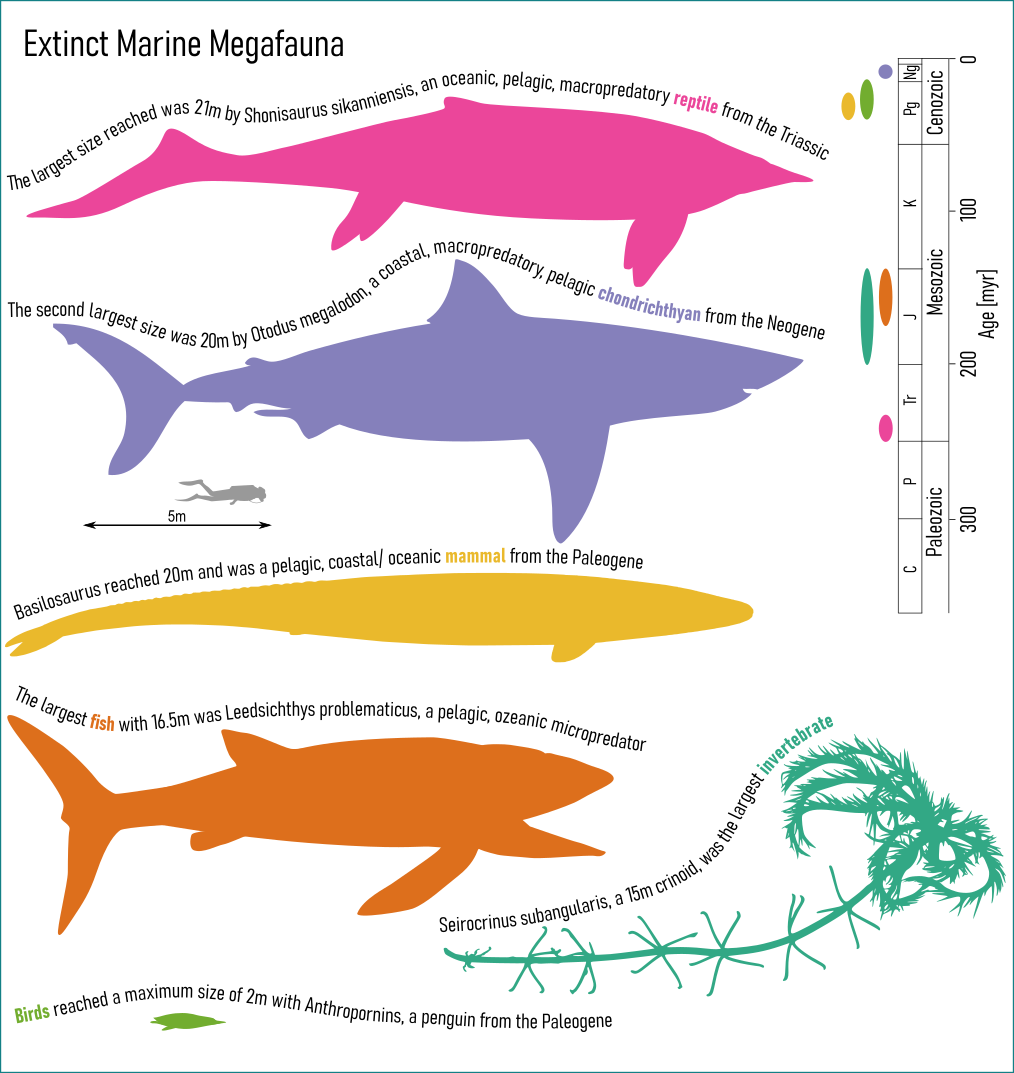 Extinct Marine Megafauna
The largest size reached was 21m by Shonisaurus sikanniensis, an oceanic, pelagic, macropredatory reptile from the Triassic
The second largest size was 20m by Otodus megalodon, a coastal, macropredatory, pelagic chondrichthyan from the Neogene
5m
Basilosaurus reached 20m and was a pelagic, coastal/ oceanic mammal from the Paleogene
The largest fish with 16.5m was Leedsichthys problematicus, a pelagic, ozeanic micropredator
Seirocrinus subangularis, a 15m crinoid, was the largest invertebrate
Birds reached a maximum size of 2m with Anthropornins, a penguin from the Paleogene
Ng
Pg
K
J
Tr
P
C
Cenozoic
Mesozoic
Paleozoic
0
100
200
300
Age [myr]